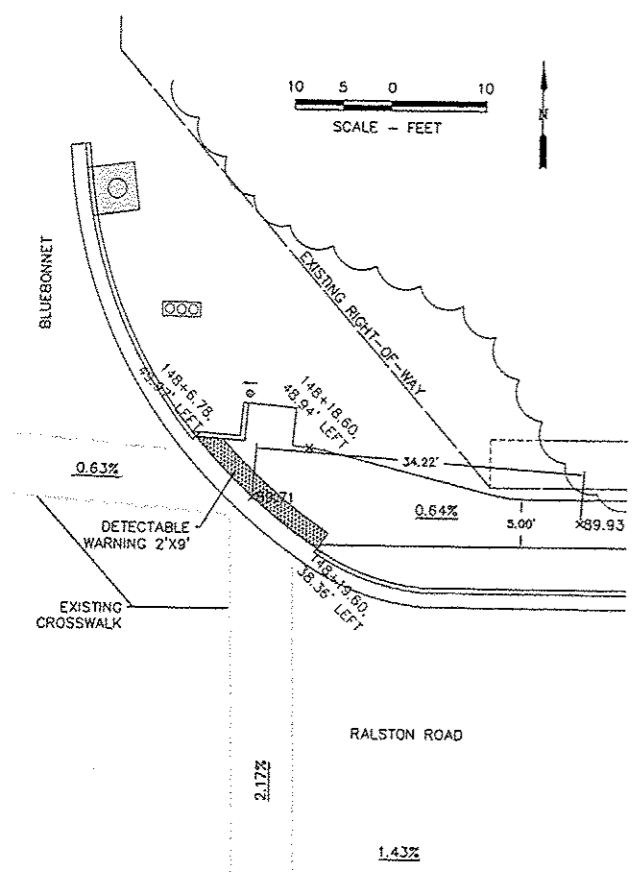 10 5 0 10
SCALE – FEET
N
BLUEBONNET
EXISTING RIGHT-OF-WAY
148+6.78,
LEFT
148+18.60,
48.94' LEFT
34.22'
0.63%
0.64%
5.00'
×89.93
DETECTABLE
WARNING 2'X9'
148+19.60,
38.36' LEFT
EXISTING
CROSSWALK
RALSTON ROAD
2.17%
1.43%